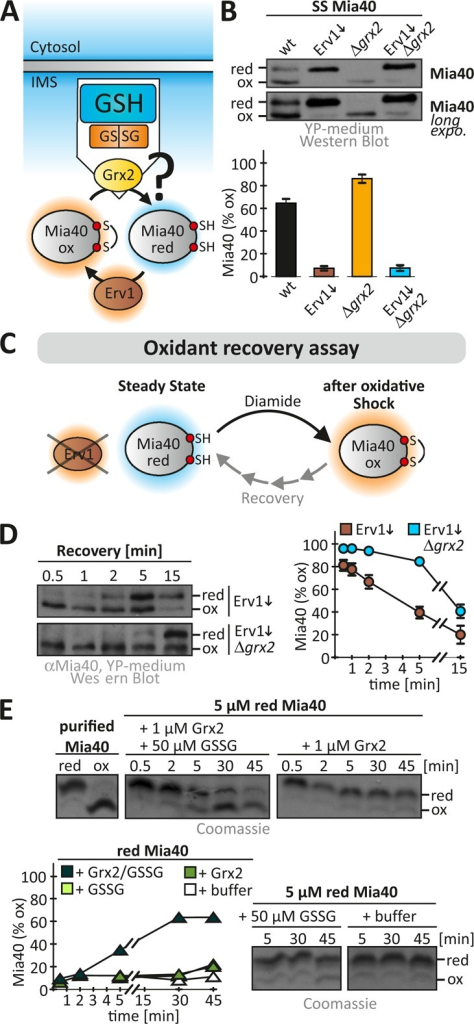 A
Cytosol
IMS
GSH
GS SG
Grx2
?
Mia40
ox
S
S
Mia40
red
SH
SH
Erv1
B
SS Mia40
wt
Erv1↓
Δgrx2
Erv1↓
Δgrx2
red
ox
Mia40
red
ox
Mia40
long
expo.
YP-medium
Western Blot
Mia40 (% ox)
100
80
60
40
20
0
wt
Erv1↓
Δgrx2
Erv1↓
Δgrx2
C
Oxidant recovery assay
Steady State
Diamide
after oxidative
Shock
Erv1
Mia40
red
SH
SH
Recovery
Mia40
ox
S
S
D
Recovery [min]
0.5 1 2 5 15
red
ox
Erv1↓
red
ox
Erv1↓
Δgrx2
αMia40, YP-medium
Wes ern Blot
Erv1↓
Erv1↓
Δgrx2
Mia40 (% ox)
100
80
60
40
20
0
1 2 5 15
time [min]
E
purified
Mia40
red ox
5 µM red Mia40
+ 1 µM Grx2
+ 50 µM GSSG
+ 1 µM Grx2
0.5 2 5 30 45
0.5 2 5 30 45 [min]
red
ox
Coomassie
red Mia40
+ Grx2/GSSG
+ Grx2
+ GSSG
+ buffer
Mia40 (% ox)
100
80
60
40
20
0
1 2 3 4 5 15 30 45
time [min]
5 µM red Mia40
+ 50 µM GSSG
+ buffer
5 30 45
5 30 45 [min]
red
ox
Coomassie